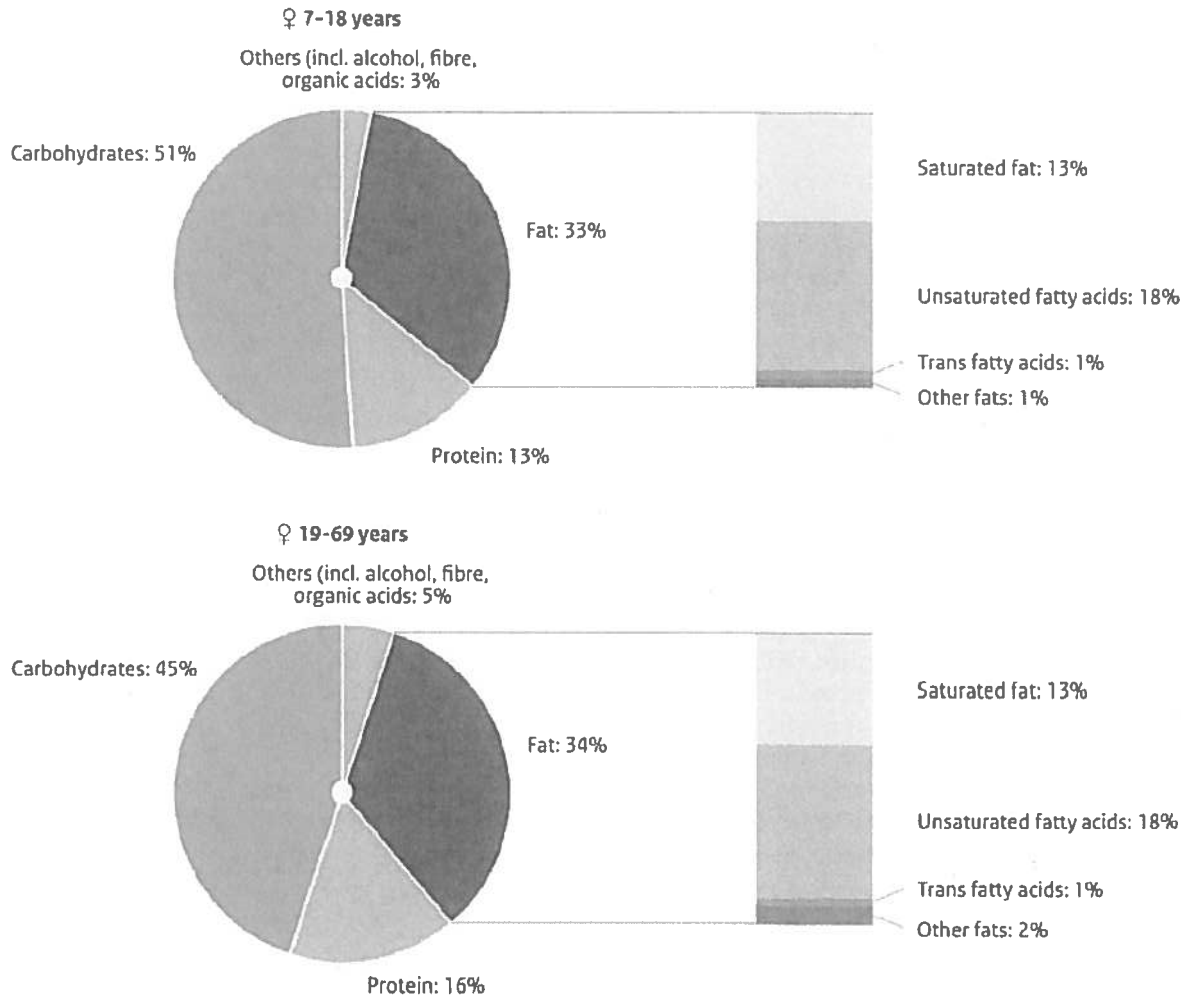 ♀ 7-18 years
Others (incl. alcohol, fibre,
organic acids: 3%
Carbohydrates: 51%
Saturated fat: 13%
Fat: 33%
Unsaturated fatty acids: 18%
Trans fatty acids: 1%
Other fats: 1%
Protein: 13%
♀ 19-69 years
Others (incl. alcohol, fibre,
organic acids: 5%
Carbohydrates: 45%
Saturated fat: 13%
Fat: 34%
Unsaturated fatty acids: 18%
Trans fatty acids: 1%
Other fats: 2%
Protein: 16%